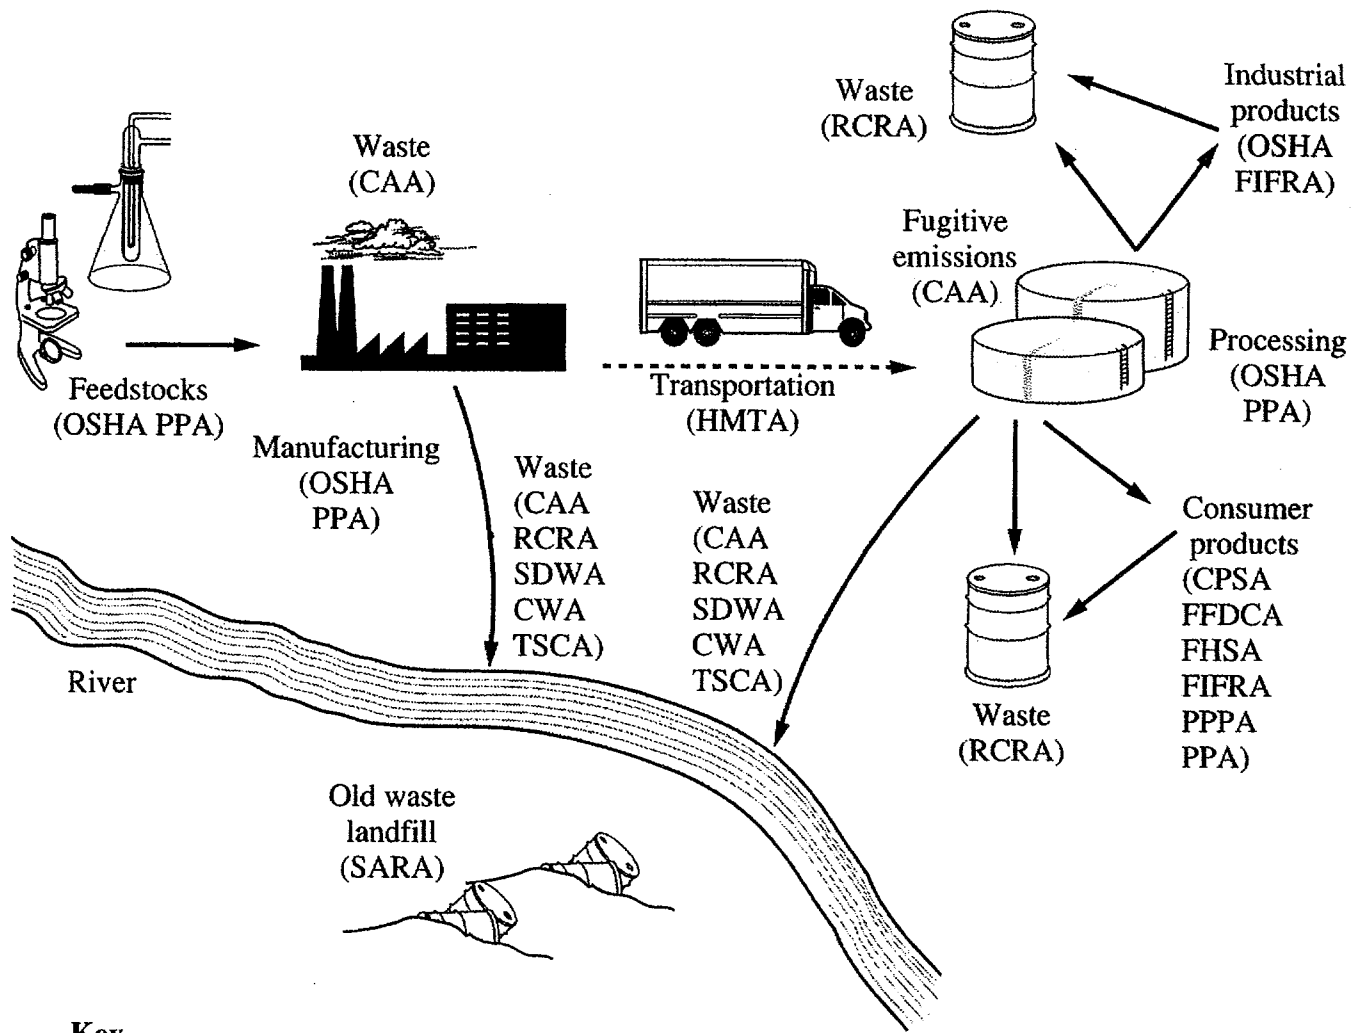 Waste
(RCRA)
Industrial
products
(OSHA
FIFRA)
Waste
(CAA)
Fugitive
emissions
(CAA)
Processing
(OSHA
PPA)
Feedstocks
(OSHA PPA)
Transportation
(HMTA)
Manufacturing
(OSHA
PPA)
Waste
(CAA
RCRA
SDWA
CWA
TSCA)
Waste
(CAA
RCRA
SDWA
CWA
TSCA)
Consumer
products
(CPSA
FFDCA
FHSA
FIFRA
PPPA
PPA)
River
Waste
(RCRA)
Old waste
landfill
(SARA)
Key